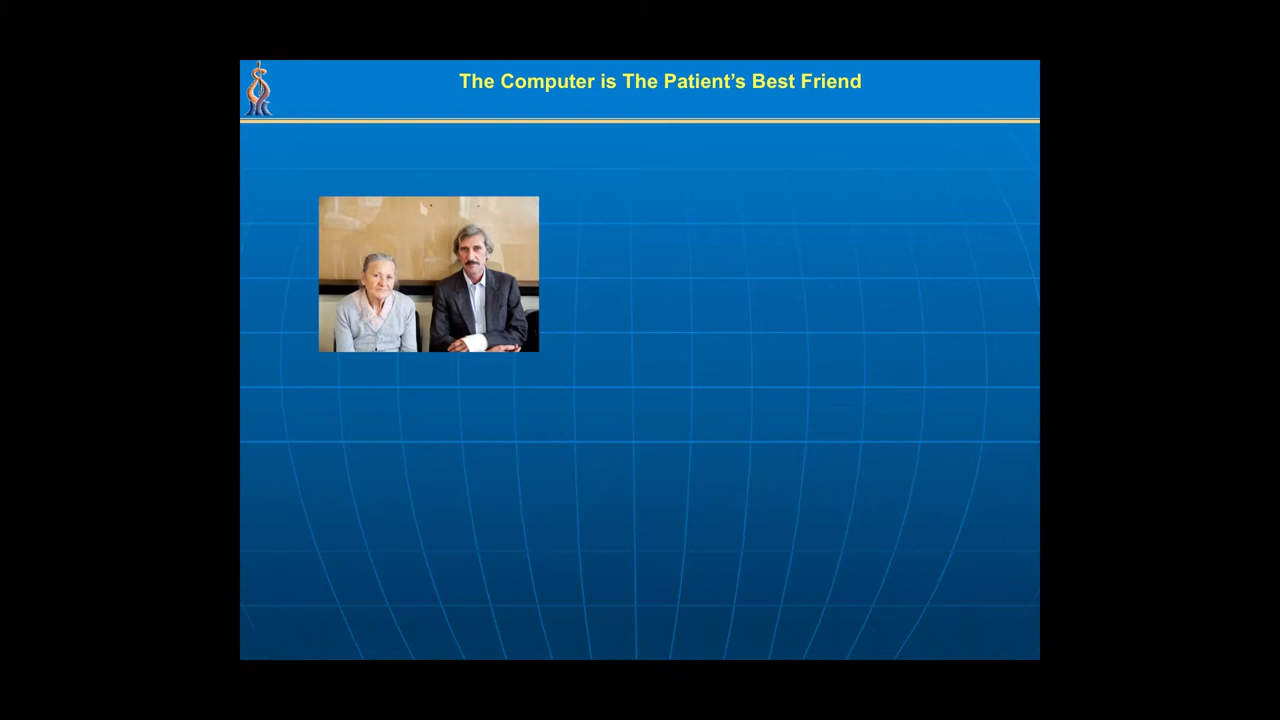 The Computer is The Patient’s Best Friend